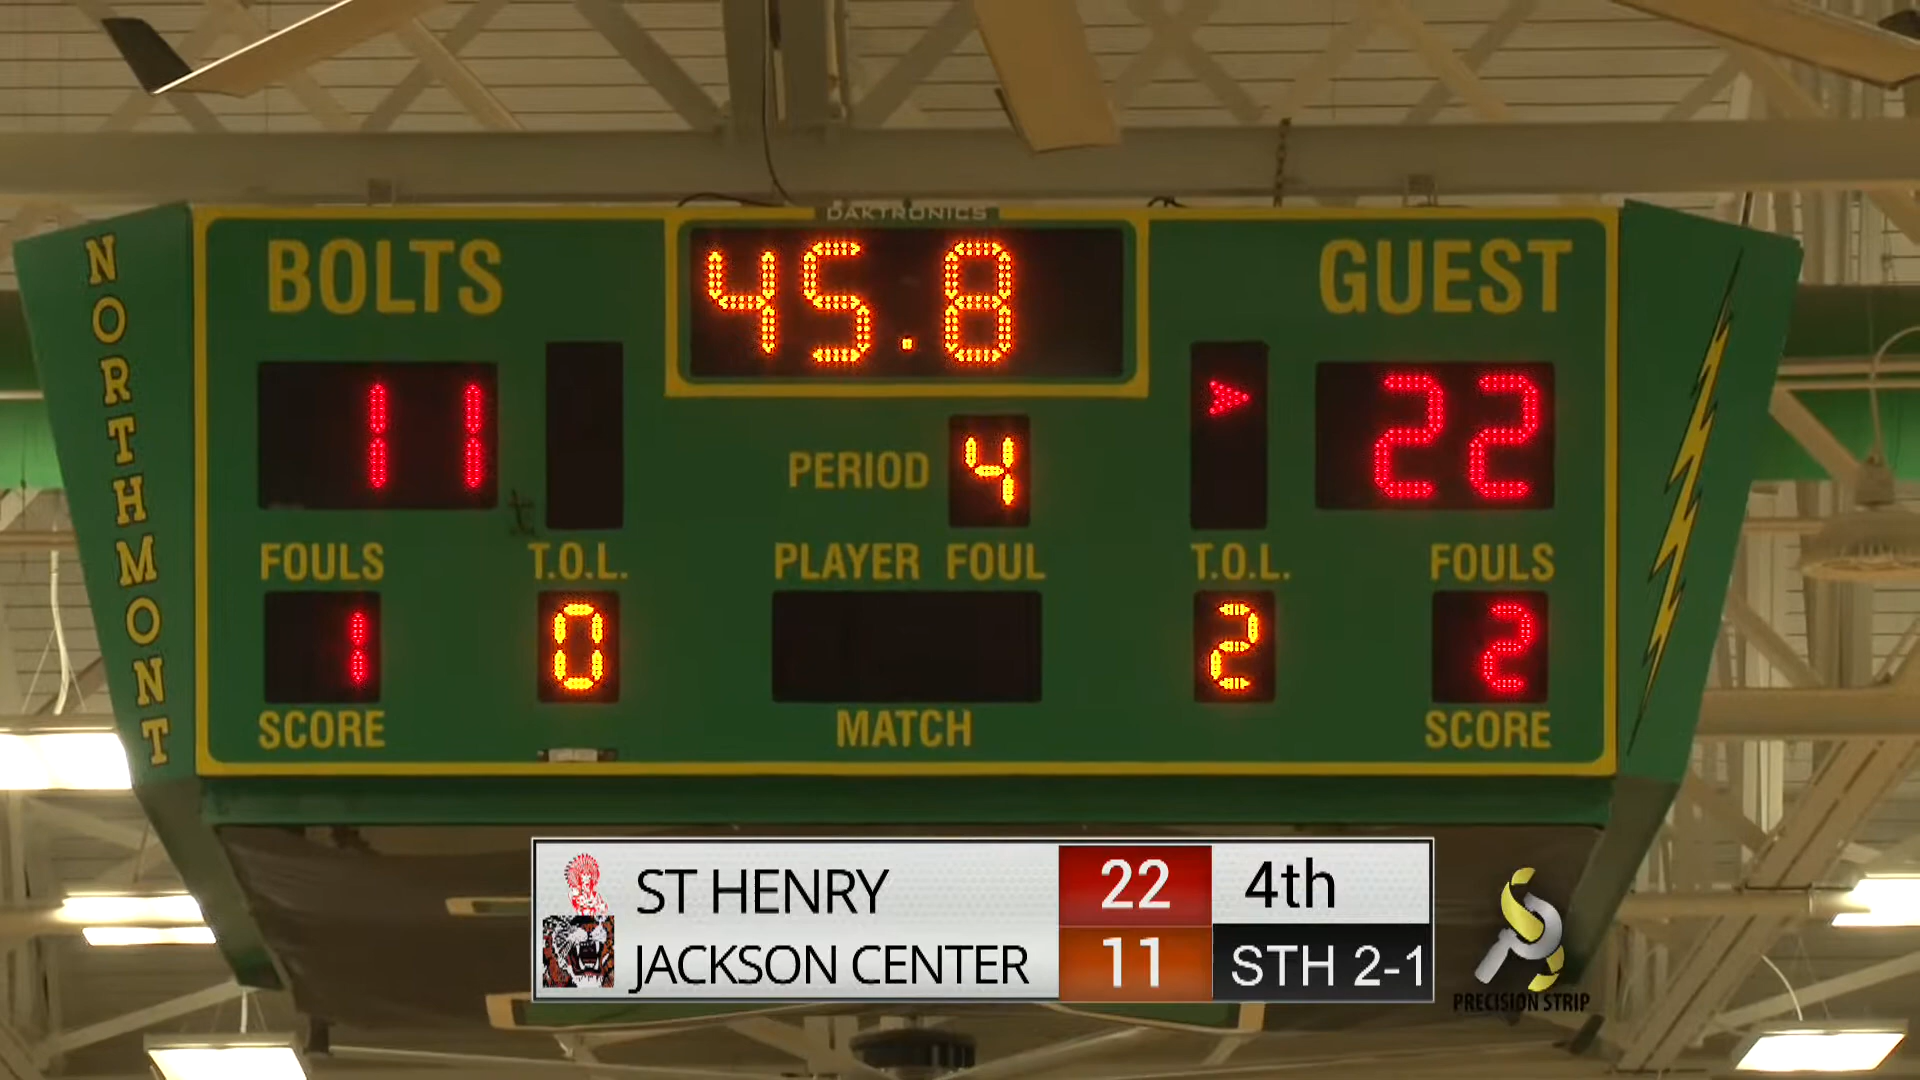 DAKTRONICS
NORTHMONT
BOLTS
45.8
GUEST
11
PERIOD 4
22
FOULS
T.O.L.
PLAYER FOUL
T.O.L.
FOULS
1
0
2
2
SCORE
MATCH
SCORE
ST HENRY 22 4th
JACKSON CENTER 11 STH 2-1
PRECISION STRIP